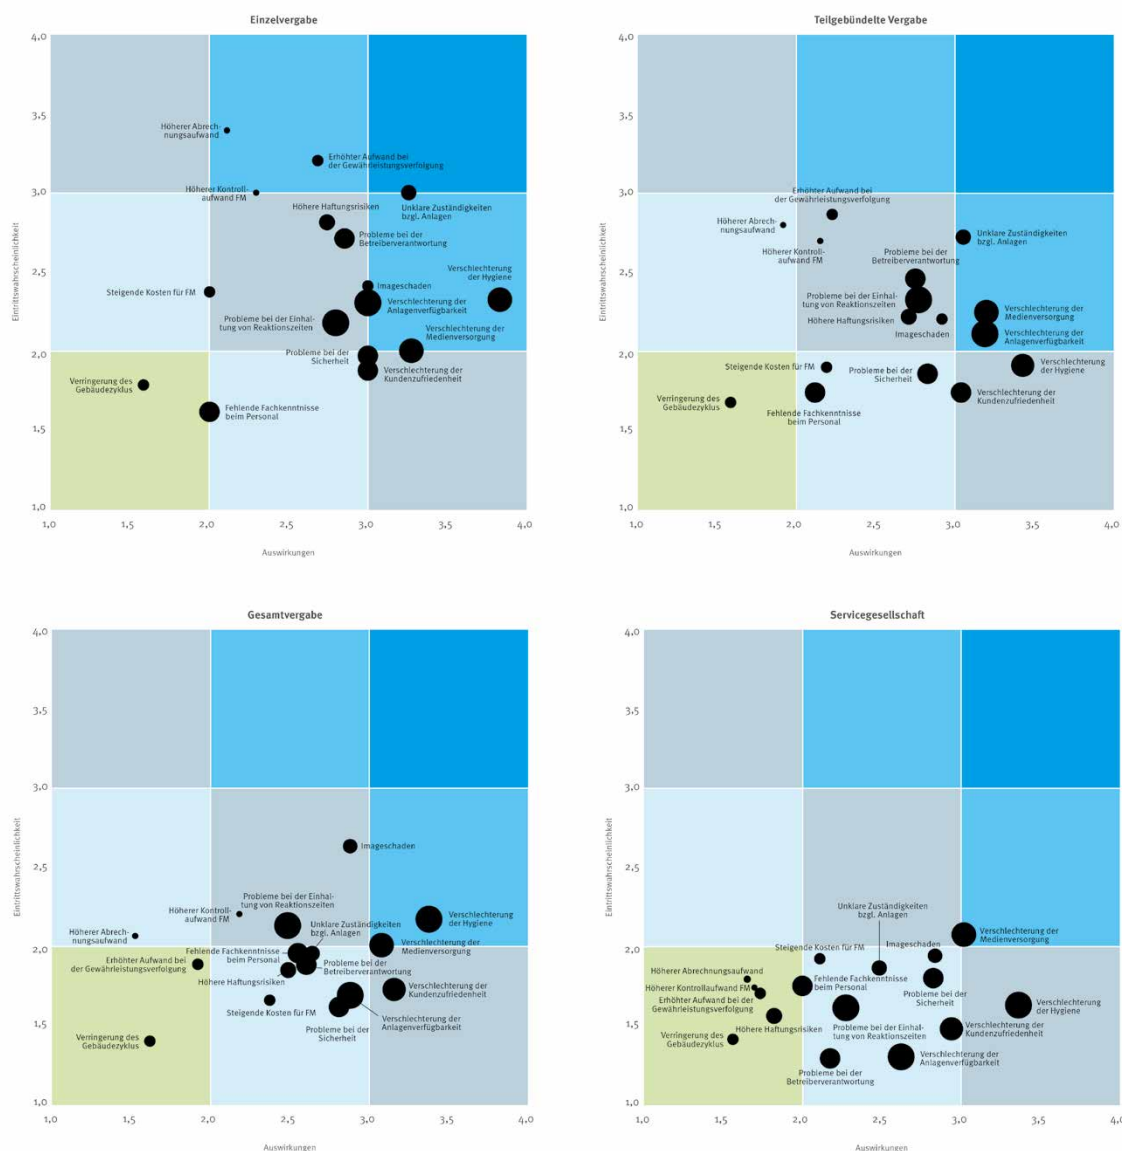 Einzelvergabe
4,0
3,5
3,0
2,5
2,0
1,5
1,0
Eintrittswahrscheinlichkeit
Höherer Abrech-
nungsaufwand
Erhöhter Aufwand bei
der Gewährleistungsverfolgung
Höherer Kontroll-
aufwand FM
Höhere Haftungsrisiken
Unklare Zuständigkeiten
bzgl. Anlagen
Probleme bei der
Betreiberverantwortung
Verschlechterung
der Hygiene
Steigende Kosten für FM
Imageschaden
Verschlechterung der
Anlagenverfügbarkeit
Probleme bei der Einhal-
tung von Reaktionszeiten
Verschlechterung der
Medienversorgung
Probleme bei der
Sicherheit
Verschlechterung der
Kundenzufriedenheit
Verringerung des
Gebäudezyklus
Fehlende Fachkenntnisse
beim Personal
1,0
1,5
2,0
2,5
3,0
3,5
4,0
Auswirkungen
Teilgebündelte Vergabe
4,0
3,5
3,0
2,5
2,0
1,5
1,0
Eintrittswahrscheinlichkeit
Erhöhter Aufwand bei
der Gewährleistungsverfolgung
Höherer Abrech-
nungsaufwand
Höherer Kontroll-
aufwand FM
Unklare Zuständigkeiten
bzgl. Anlagen
Probleme bei der
Betreiberverantwortung
Probleme bei der Einhal-
tung von Reaktionszeiten
Höhere Haftungsrisiken
Imageschaden
Verschlechterung der
Medienversorgung
Verschlechterung der
Anlagenverfügbarkeit
Steigende Kosten für FM
Probleme bei der
Sicherheit
Verschlechterung
der Hygiene
Verringerung des
Gebäudezyklus
Fehlende Fachkenntnisse
beim Personal
Verschlechterung der
Kundenzufriedenheit
1,0
1,5
2,0
2,5
3,0
3,5
4,0
Auswirkungen
Gesamtvergabe
4,0
3,5
3,0
2,5
2,0
1,5
1,0
Eintrittswahrscheinlichkeit
Imageschaden
Höherer Kontroll-
aufwand FM
Probleme bei der Einhal-
tung von Reaktionszeiten
Verschlechterung
der Hygiene
Höherer Abrech-
nungsaufwand
Unklare Zuständigkeiten
bzgl. Anlagen
Verschlechterung der
Medienversorgung
Erhöhter Aufwand bei
der Gewährleistungsverfolgung
Fehlende Fachkenntnisse
beim Personal
Probleme bei der
Betreiberverantwortung
Höhere Haftungsrisiken
Verschlechterung der
Kundenzufriedenheit
Steigende Kosten für FM
Verschlechterung der
Anlagenverfügbarkeit
Probleme bei der
Sicherheit
Verringerung des
Gebäudezyklus
1,0
1,5
2,0
2,5
3,0
3,5
4,0
Auswirkungen
Servicegesellschaft
4,0
3,5
3,0
2,5
2,0
1,5
1,0
Eintrittswahrscheinlichkeit
Unklare Zuständigkeiten
bzgl. Anlagen
Verschlechterung der
Medienversorgung
Steigende Kosten für FM
Imageschaden
Höherer Abrechnungsaufwand
Höherer Kontrollaufwand FM
Erhöhter Aufwand bei der
Gewährleistungsverfolgung
Fehlende Fachkenntnisse
beim Personal
Probleme bei der
Sicherheit
Verschlechterung
der Hygiene
Höhere Haftungsrisiken
Probleme bei der Einhal-
tung von Reaktionszeiten
Verschlechterung der
Kundenzufriedenheit
Verringerung des
Gebäudezyklus
Verschlechterung der
Anlagenverfügbarkeit
Probleme bei der
Betreiberverantwortung
1,0
1,5
2,0
2,5
3,0
3,5
4,0
Auswirkungen